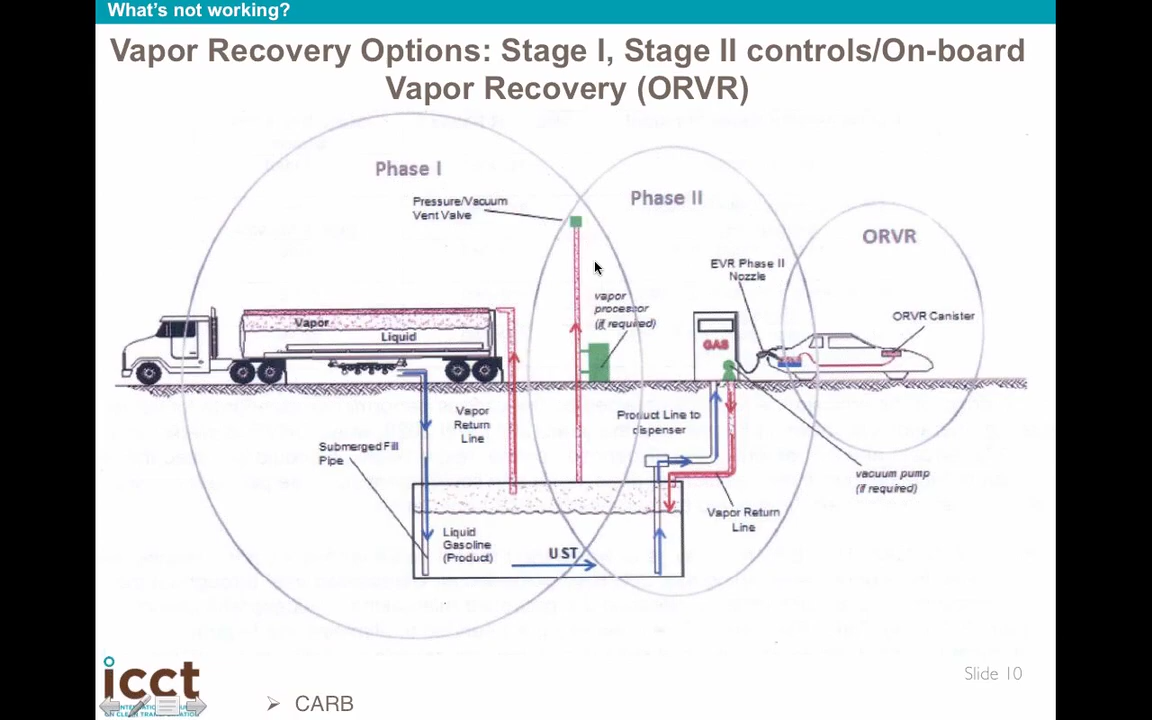 What's not working?
Vapor Recovery Options: Stage I, Stage II controls/On-board
Vapor Recovery (ORVR)
Phase I
Pressure/Vacuum
Vent Valve
Phase II
ORVR
EVR Phase II
Nozzle
vapor
processor
(if required)
ORVR Canister
Vapor
Liquid
GAS
Vapor
Return
Line
Product Line to
dispenser
Submerged Fill
Pipe
vacuum pump
(if required)
Vapor Return
Line
Liquid
Gasoline
(Product)
UST
Slide 10
icct
CARB